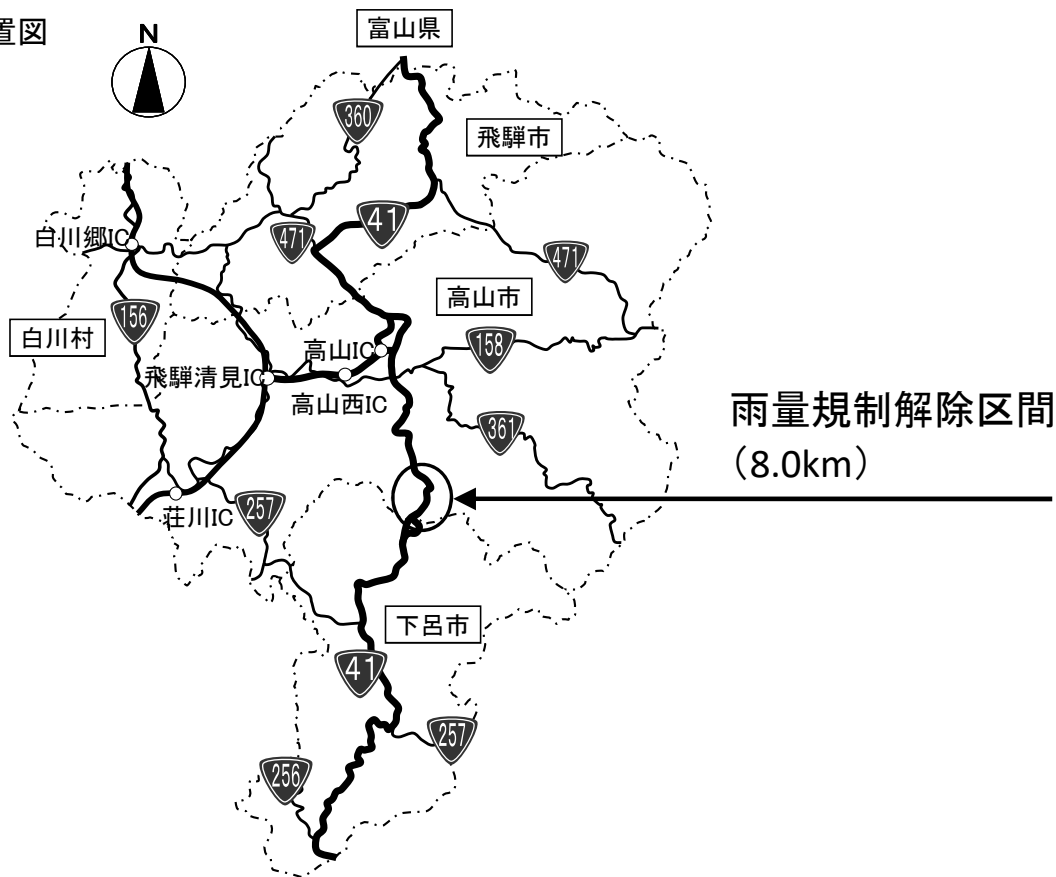 置図
N
富山県
360
飛騨市
41
471
白川郷IC
471
高山市
156
158
白川村
高山IC
飛騨清見IC
高山西IC
雨量規制解除区間
(8.0km)
361
257
荘川IC
下呂市
41
257
256